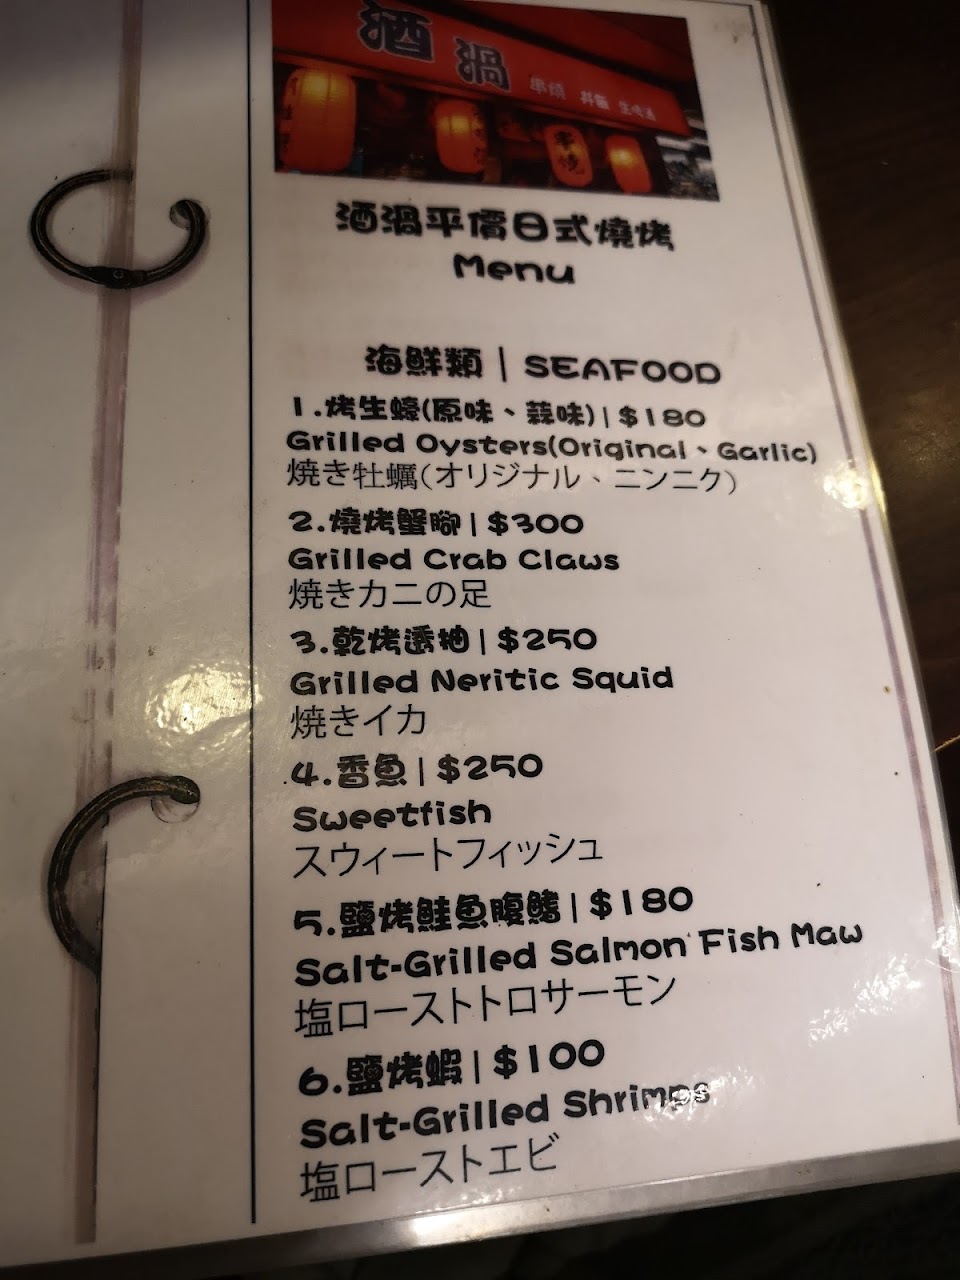 酒渦
串燒 丼飯 生啤酒
串燒
酒渦平價日式燒烤
Menu
海鮮類 | SEAFOOD
1.烤生蠔(原味、蒜味) | $180
Grilled Oysters(Original、Garlic)
焼き牡蠣(オリジナル、ニンニク)
2.燒烤蟹腳 | $300
Grilled Crab Claws
焼きカニの足
3.乾烤透抽 | $250
Grilled Neritic Squid
焼きイカ
4.香魚 | $250
Sweetfish
スウィートフィッシュ
5.鹽烤鮭魚腹鰭 | $180
Salt-Grilled Salmon Fish Maw
塩ローストトロサーモン
6.鹽烤蝦 | $100
Salt-Grilled Shrimps
塩ローストエビ